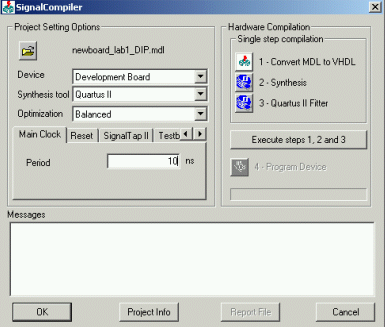 SignalCompiler
Project Setting Options
newboard_lab1_DIP.mdl
Device
Development Board
Synthesis tool
Quartus II
Optimization
Balanced
Main Clock
Reset
SignalTap II
Testb
Period
10
ns
Hardware Compilation
Single step compilation
1 - Convert MDL to VHDL
2 - Synthesis
3 - Quartus II Fitter
Execute steps 1, 2 and 3
4 - Program Device
Messages
OK
Project Info
Report File
Cancel